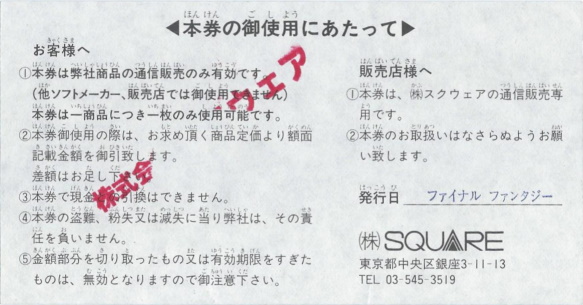 ◀本券の御使用にあたって▶
お客様へ
①本券は弊社商品の通信販売のみ有効です。
(他ソフトメーカー、販売店では御使用できません)
本券は一商品につき一枚のみ使用可能です。
②本券御使用の際は、お求め頂く商品定価より額面
記載金額を御引致します。
差額はお足し下
③本券で現金 引換はできません。
④本券の盗難、紛失又は滅失に当り弊社は、その責
任を負いません。
⑤金額部分を切り取ったもの又は有効期限をすぎた
ものは、無効となりますので御注意下さい。
株式会
ウエア
販売店様へ
①本券は、㈱スクウェアの通信販売専
用です。
②本券のお取扱いはなさらぬようお願
い致します。
発行日 ファイナル ファンタジー
㈱SQUARE
東京都中央区銀座3-11-13
TEL 03-545-3519